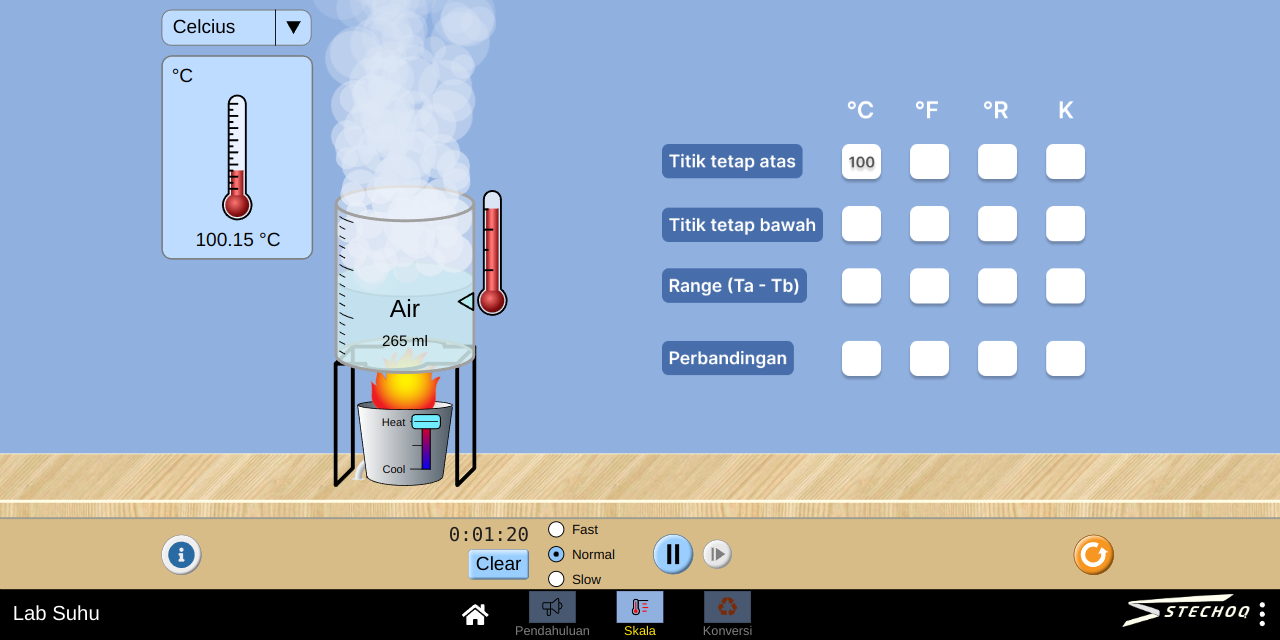 Celcius
°C
100.15 °C
Air
265 ml
Heat
Cool
°C °F °R K
Titik tetap atas 100
Titik tetap bawah
Range (Ta - Tb)
Perbandingan
0:01:20
Clear
Fast
Normal
Slow
Lab Suhu
Pendahuluan
Skala
Konversi
STECHOQ